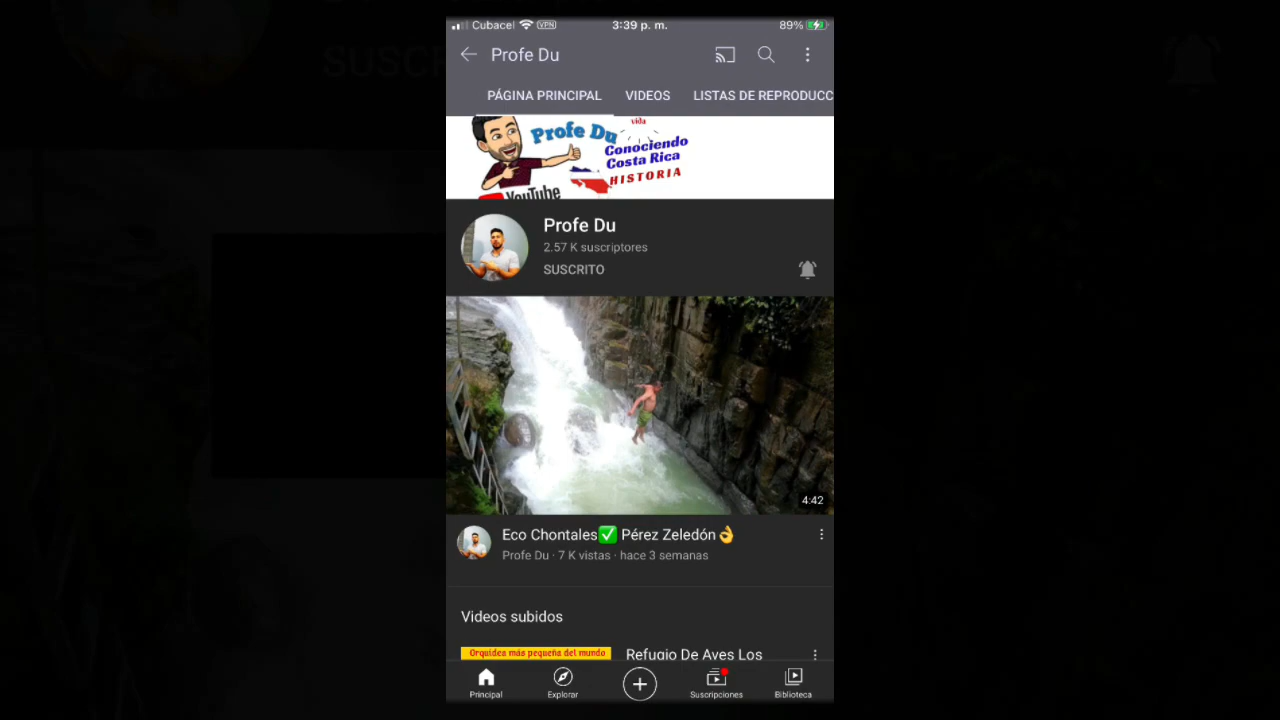 SUSCR
Cubacel VPN 3:39 p. m. 89%
Profe Du
PÁGINA PRINCIPAL VIDEOS LISTAS DE REPRODUCC
Profe Du
vida
Conociendo
Costa Rica
HISTORIA
YouTube
Profe Du
2.57 K suscriptores
SUSCRITO
4:42
Eco Chontales✅ Pérez Zeledón👌
Profe Du · 7 K vistas · hace 3 semanas
Videos subidos
Orquidea más pequeña del mundo
Refugio De Aves Los
Principal Explorar Suscripciones Biblioteca